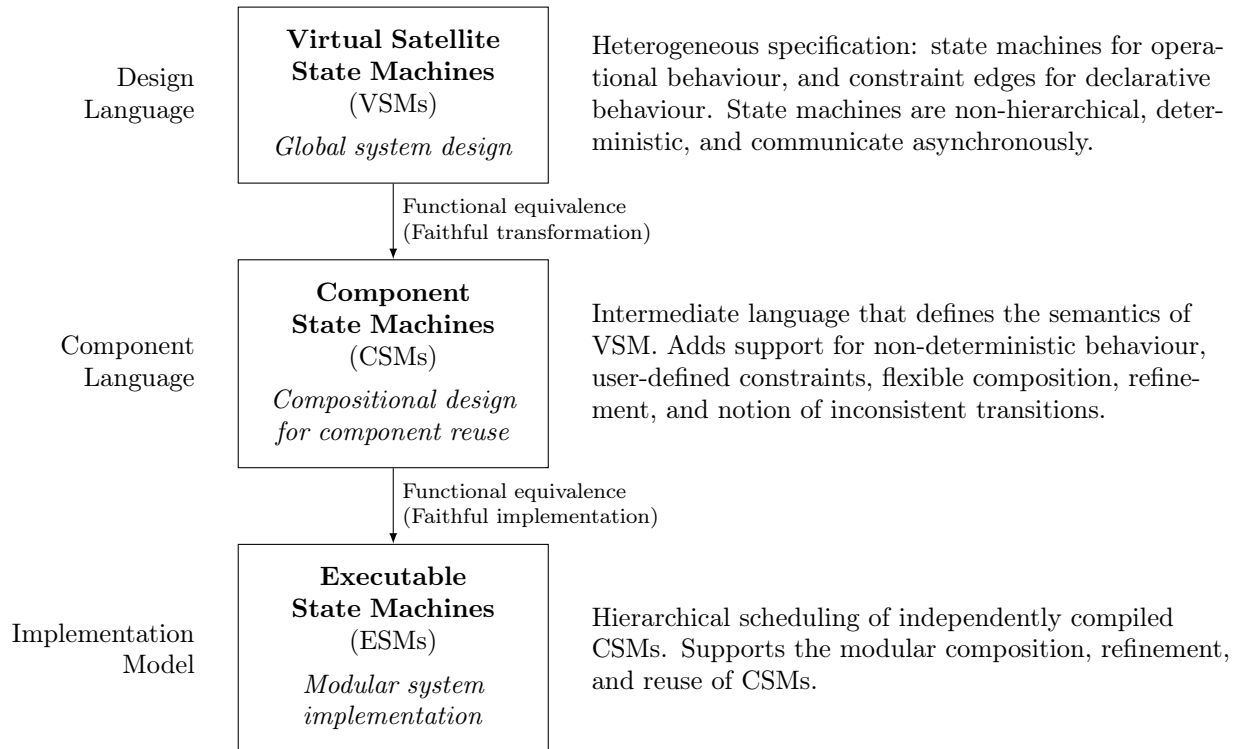 Design
Language
Virtual Satellite
State Machines
(VSMs)
Global system design
Heterogeneous specification: state machines for opera-
tional behaviour, and constraint edges for declarative
behaviour. State machines are non-hierarchical, deter-
ministic, and communicate asynchronously.
Functional equivalence
(Faithful transformation)
Component
Language
Component
State Machines
(CSMs)
Compositional design
for component reuse
Intermediate language that defines the semantics of
VSM. Adds support for non-deterministic behaviour,
user-defined constraints, flexible composition, refine-
ment, and notion of inconsistent transitions.
Functional equivalence
(Faithful implementation)
Implementation
Model
Executable
State Machines
(ESMs)
Modular system
implementation
Hierarchical scheduling of independently compiled
CSMs. Supports the modular composition, refinement,
and reuse of CSMs.